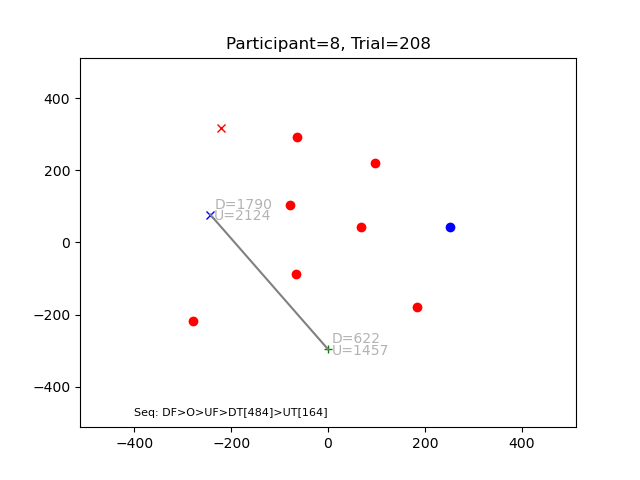 Participant=8, Trial=208
400
200
0
−200
−400
D=1790
U=2124
D=622
U=1457
Seq: DF>O>UF>DT[484]>UT[164]
−400 −200 0 200 400